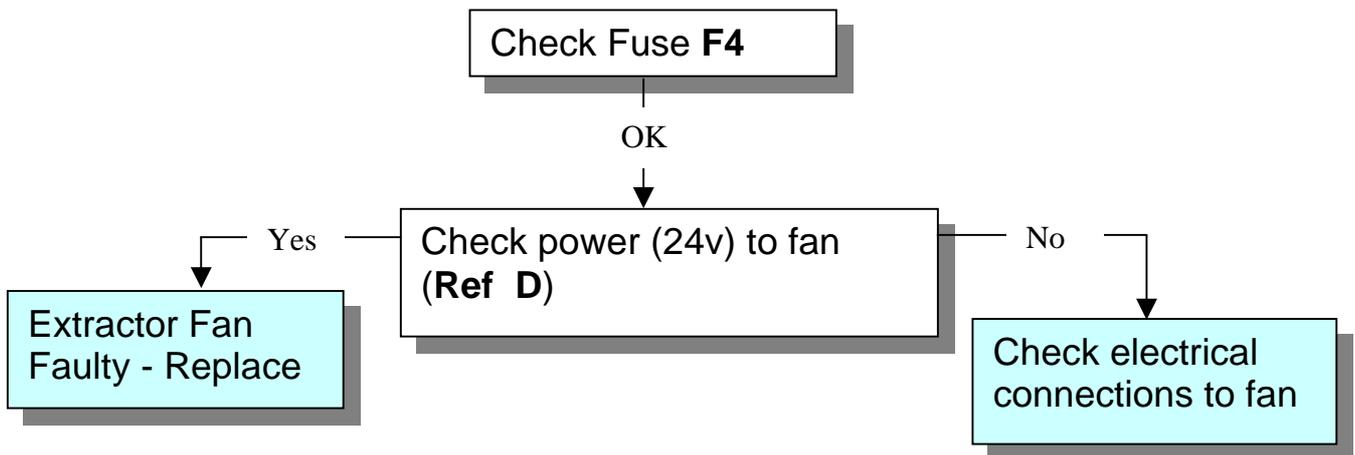 Check Fuse F4
OK
Yes
Check power (24v) to fan
(Ref D)
No
Extractor Fan
Faulty - Replace
Check electrical
connections to fan